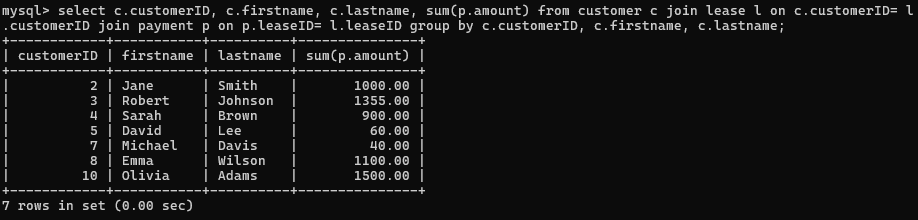 mysql> select c.customerID, c.firstname, c.lastname, sum(p.amount) from customer c join lease l on c.customerID= l
.customerID join payment p on p.leaseID= l.leaseID group by c.customerID, c.firstname, c.lastname;
+------------+-----------+----------+---------------+
| customerID | firstname | lastname | sum(p.amount) |
+------------+-----------+----------+---------------+
|          2 | Jane      | Smith    |       1000.00 |
|          3 | Robert    | Johnson  |       1355.00 |
|          4 | Sarah     | Brown    |        900.00 |
|          5 | David     | Lee      |         60.00 |
|          7 | Michael   | Davis    |         40.00 |
|          8 | Emma      | Wilson   |       1100.00 |
|         10 | Olivia    | Adams    |       1500.00 |
+------------+-----------+----------+---------------+
7 rows in set (0.00 sec)